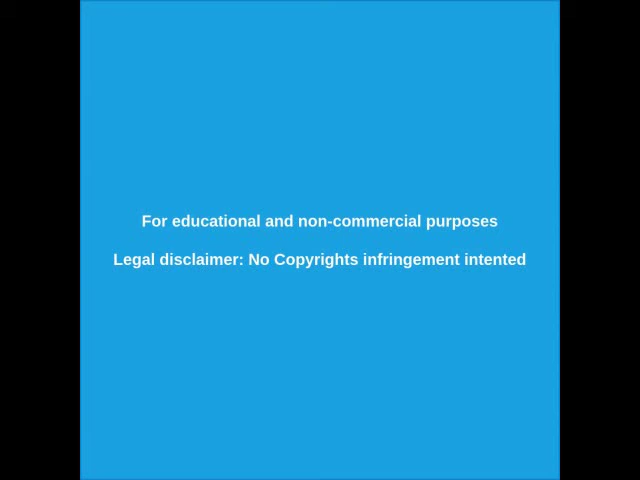 For educational and non-commercial purposes
Legal disclaimer: No Copyrights infringement intented